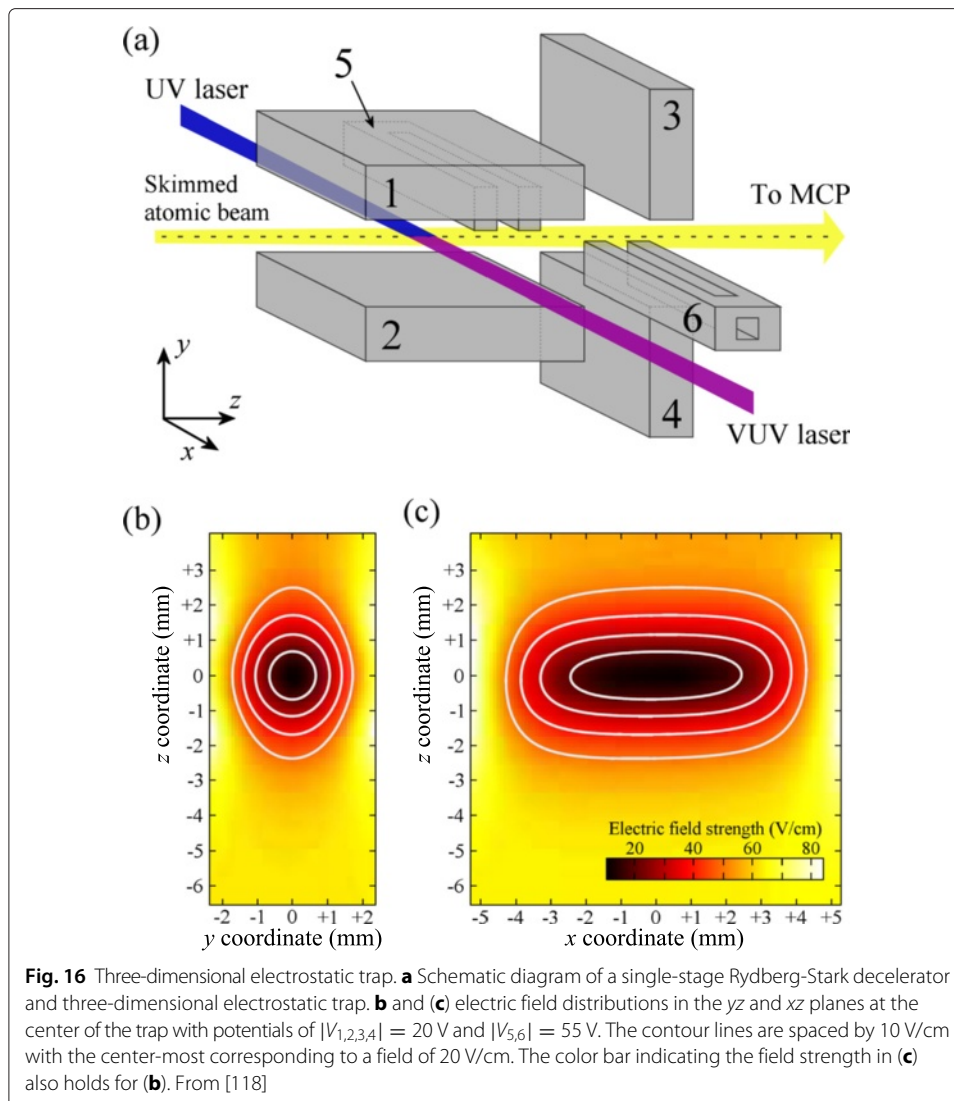 (a)
5
UV laser
3
1
Skimmed
atomic beam
To MCP
2
6
y
z
x
4
VUV laser
(b)
(c)
z coordinate (mm)
+3
+2
+1
0
-1
-2
-3
-4
-5
-6
-2 -1 0 +1 +2
y coordinate (mm)
z coordinate (mm)
+3
+2
+1
0
-1
-2
-3
-4
-5
-6
Electric field strength (V/cm)
20 40 60 80
-5 -4 -3 -2 -1 0 +1 +2 +3 +4 +5
x coordinate (mm)
Fig. 16 Three-dimensional electrostatic trap. a Schematic diagram of a single-stage Rydberg-Stark decelerator
and three-dimensional electrostatic trap. b and (c) electric field distributions in the yz and xz planes at the
center of the trap with potentials of |V1,2,3,4| = 20 V and |V5,6| = 55 V. The contour lines are spaced by 10 V/cm
with the center-most corresponding to a field of 20 V/cm. The color bar indicating the field strength in (c)
also holds for (b). From [118]